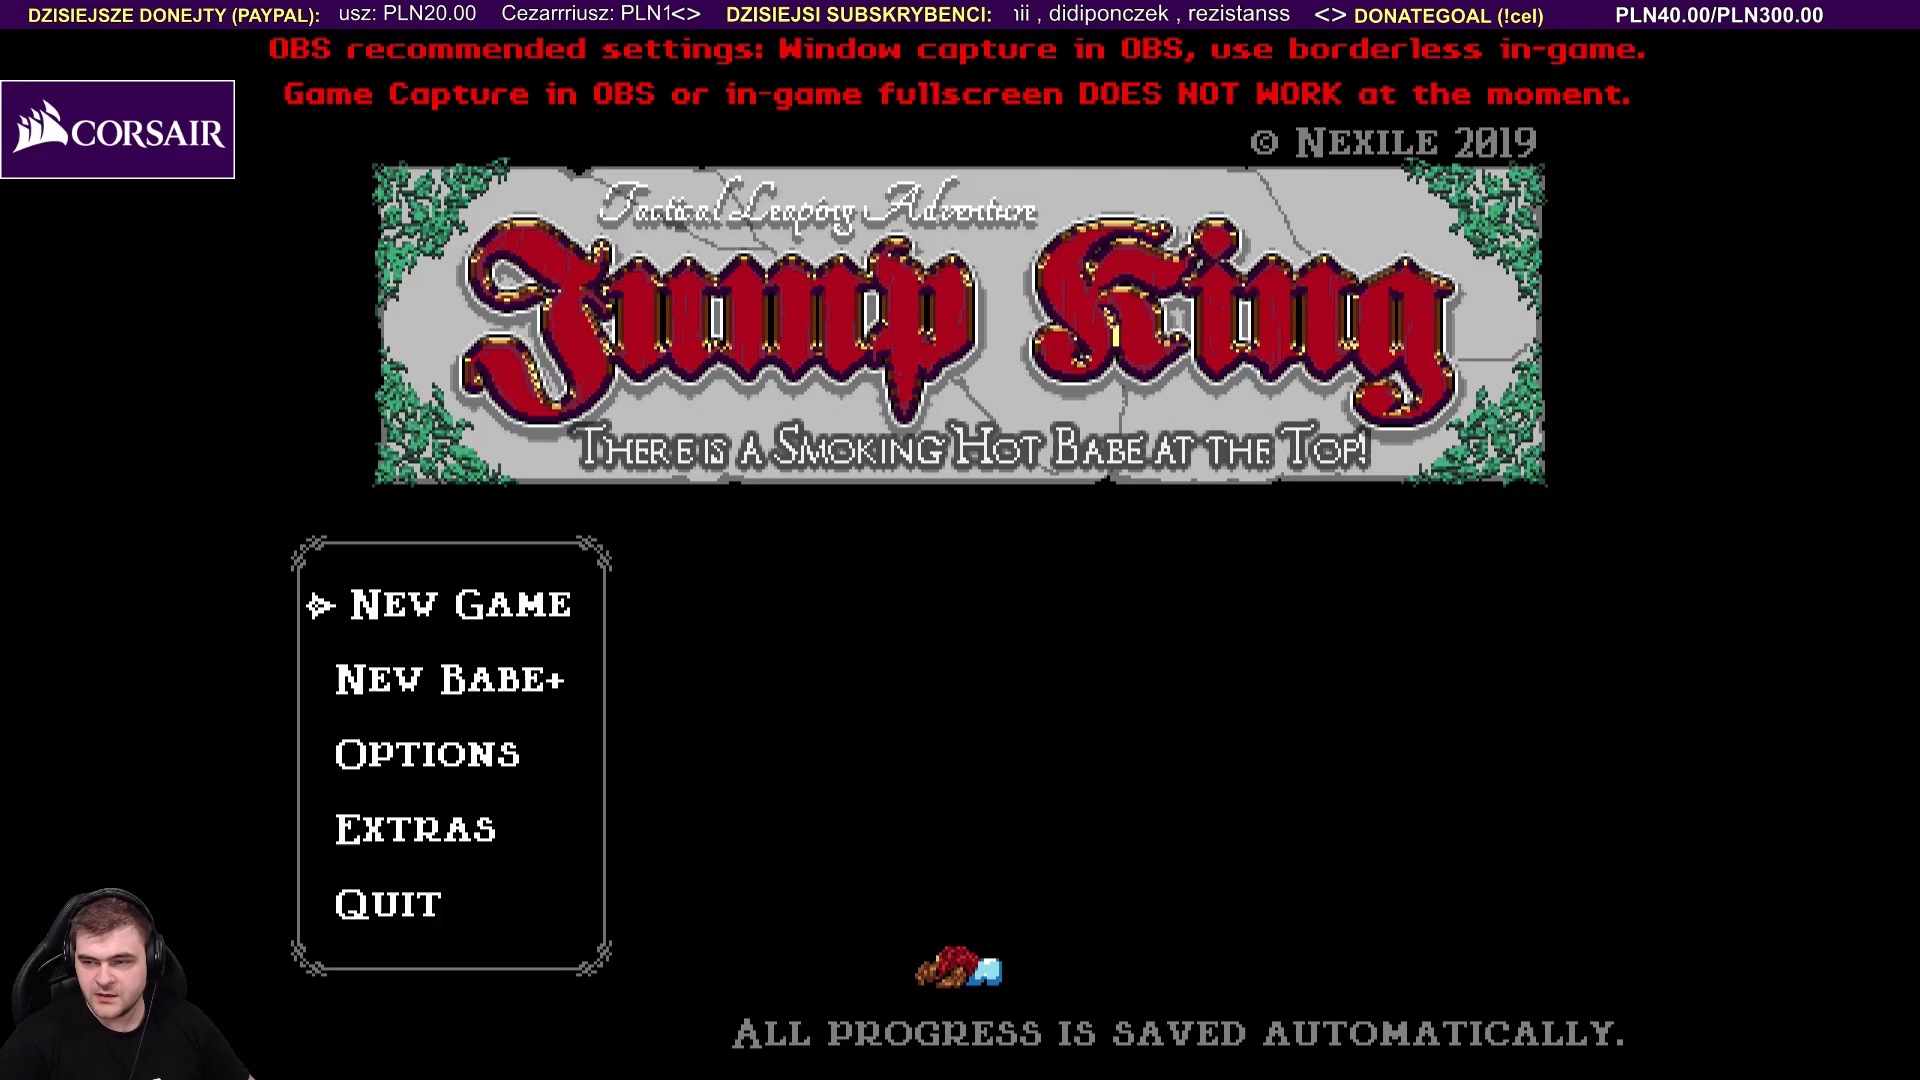 DZISIEJSZE DONEJTY (PAYPAL): usz: PLN20.00 Cezarrriusz: PLN1<> DZISIEJSI SUBSKRYBENCI: nii , didiponczek , rezistanss <> DONATEGOAL (!cel) PLN40.00/PLN300.00
OBS recommended settings: Window capture in OBS, use borderless in-game.
Game Capture in OBS or in-game fullscreen DOES NOT WORK at the moment.
CORSAIR
© NEXILE 2019
Tactical Leaping Adventure
Jump King
THERE IS A SMOKING HOT BABE AT THE TOP!
NEW GAME
NEW BABE+
OPTIONS
EXTRAS
QUIT
ALL PROGRESS IS SAVED AUTOMATICALLY.